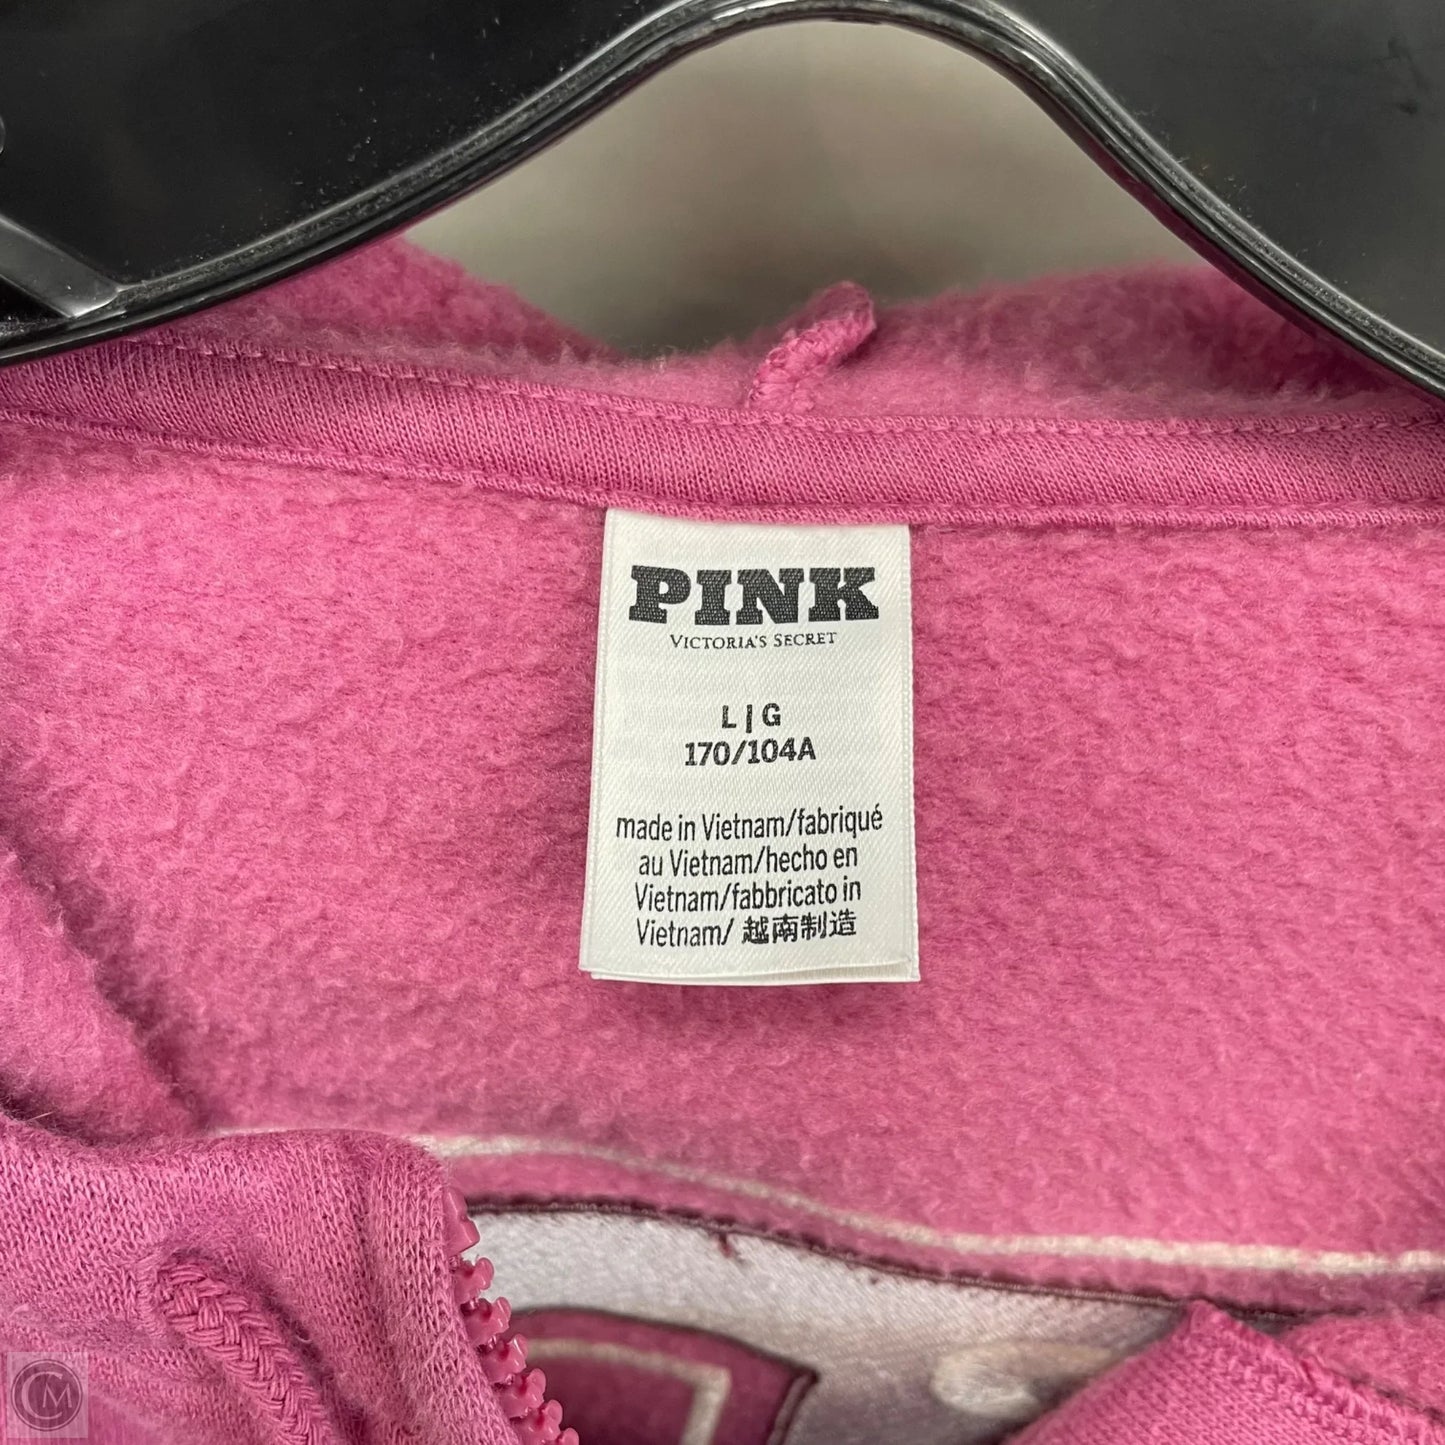 PINK
VICTORIA'S SECRET
L|G
170/104A
made in Vietnam/fabriqué
au Vietnam/hecho en
Vietnam/fabbricato in
Vietnam/ 越南制造
CM